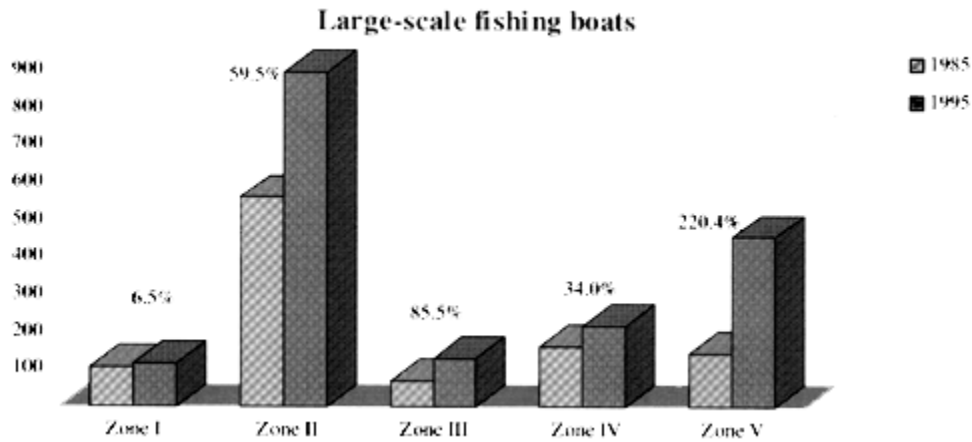 Large-scale fishing boats
1985
1995
900
800
700
600
500
400
300
200
100
6.5%
59.5%
85.5%
34.0%
220.4%
Zone I
Zone II
Zone III
Zone IV
Zone V